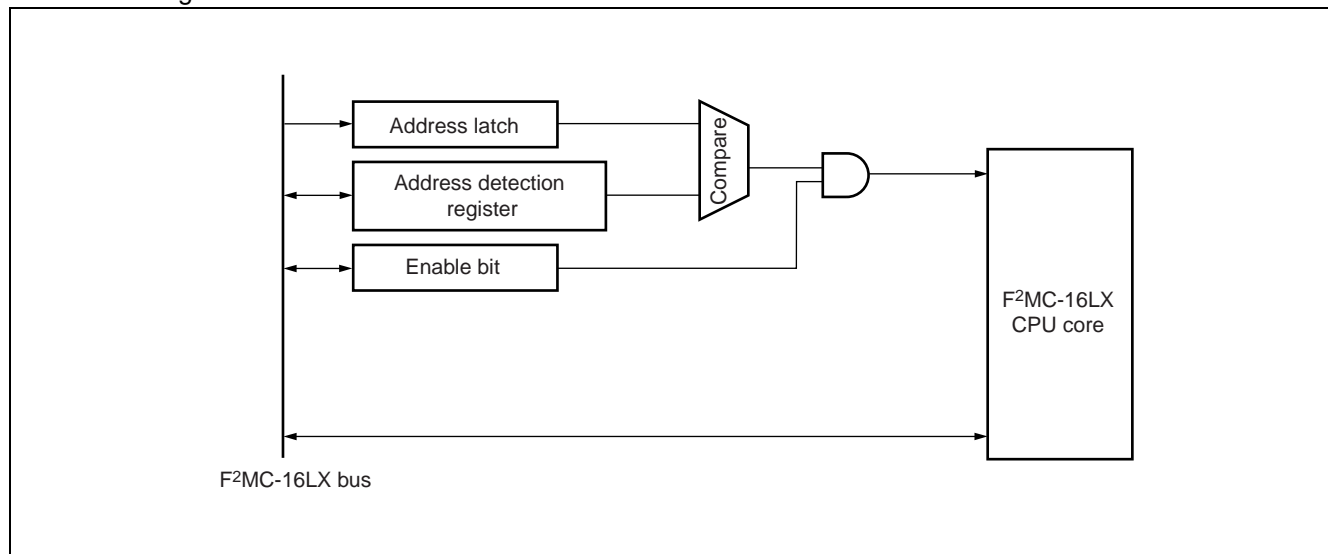 Address latch
Compare
Address detection
register
Enable bit
F²MC-16LX
CPU core
F²MC-16LX bus